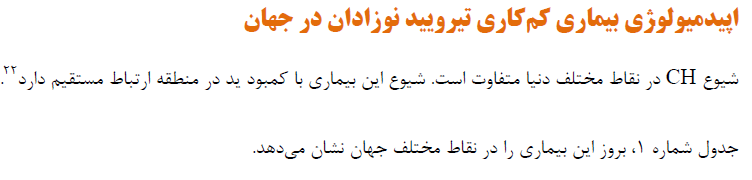 اپیدمیولوژی بیماری کم‌کاری تیرویید نوزادان در جهان
شیوع CH در نقاط مختلف دنیا متفاوت است. شیوع این بیماری با کمبود ید در منطقه ارتباط مستقیم دارد۲۲.
جدول شماره ۱، بروز این بیماری را در نقاط مختلف جهان نشان می‌دهد.